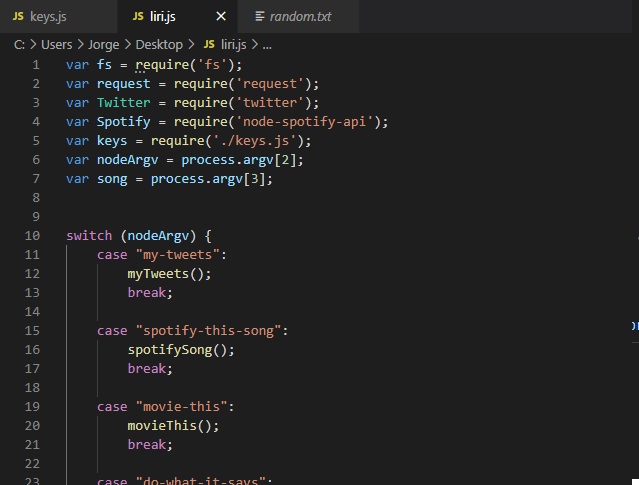 JS keys.js
JS liri.js ×
random.txt
C: > Users > Jorge > Desktop > JS liri.js > ...
1 var fs = require('fs');
2 var request = require('request');
3 var Twitter = require('twitter');
4 var Spotify = require('node-spotify-api');
5 var keys = require('./keys.js');
6 var nodeArgv = process.argv[2];
7 var song = process.argv[3];
8
9
10 switch (nodeArgv) {
11 case "my-tweets":
12 myTweets();
13 break;
14
15 case "spotify-this-song":
16 spotifySong();
17 break;
18
19 case "movie-this":
20 movieThis();
21 break;
22
23 case "do-what-it-says":